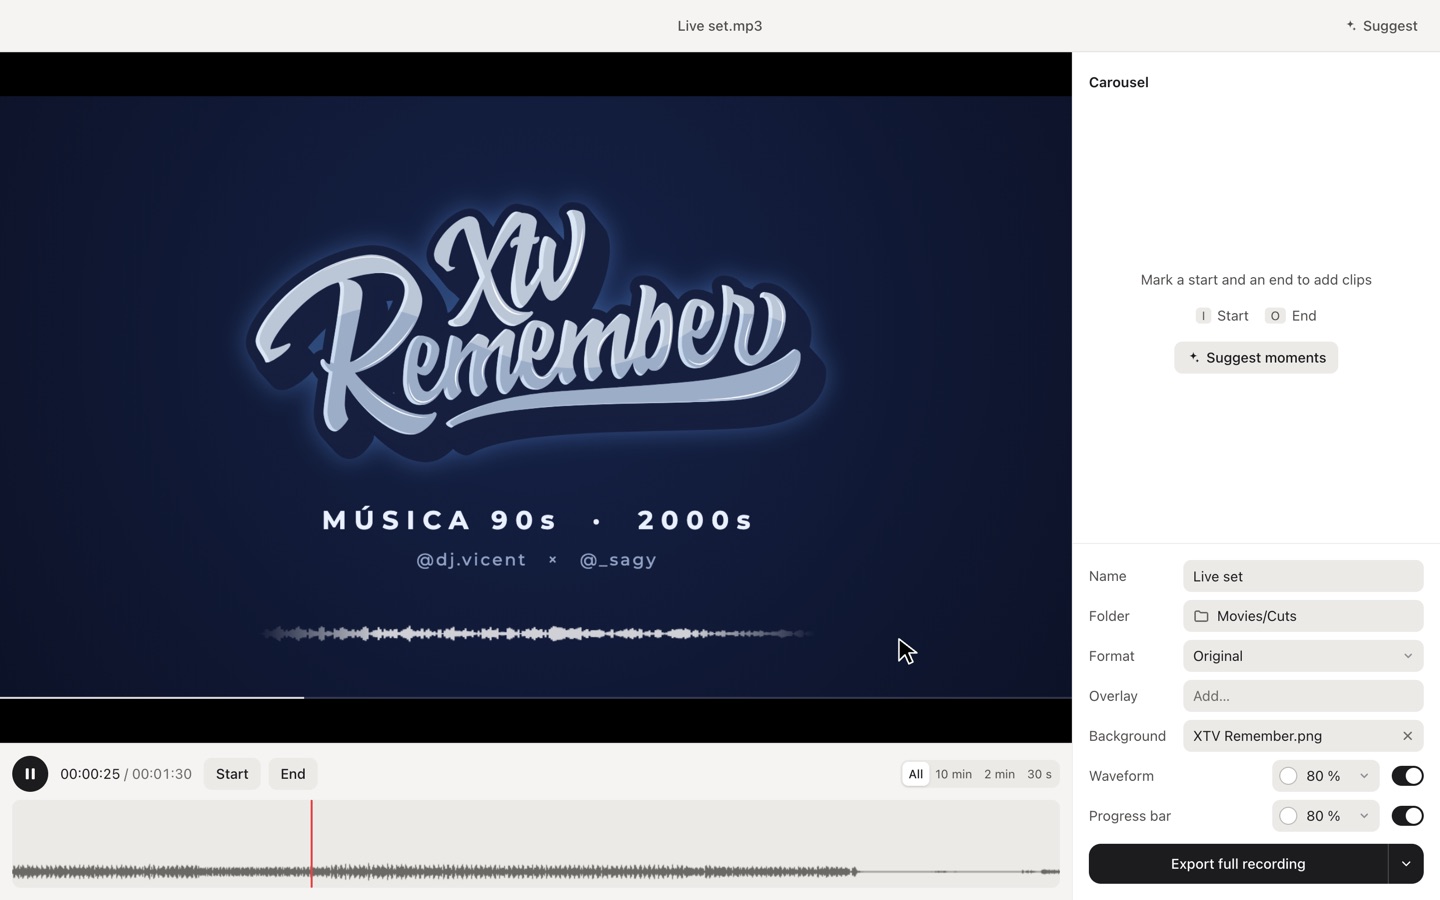 Live set.mp3
Suggest
Carousel
Xtv
Remember
MÚSICA 90s · 2000s
@dj.vicent × @_sagy
Mark a start and an end to add clips
I Start O End
Suggest moments
Name Live set
Folder Movies/Cuts
Format Original
Overlay Add...
Background XTV Remember.png
Waveform 80 %
Progress bar 80 %
Export full recording
00:00:25 / 00:01:30 Start End
All 10 min 2 min 30 s